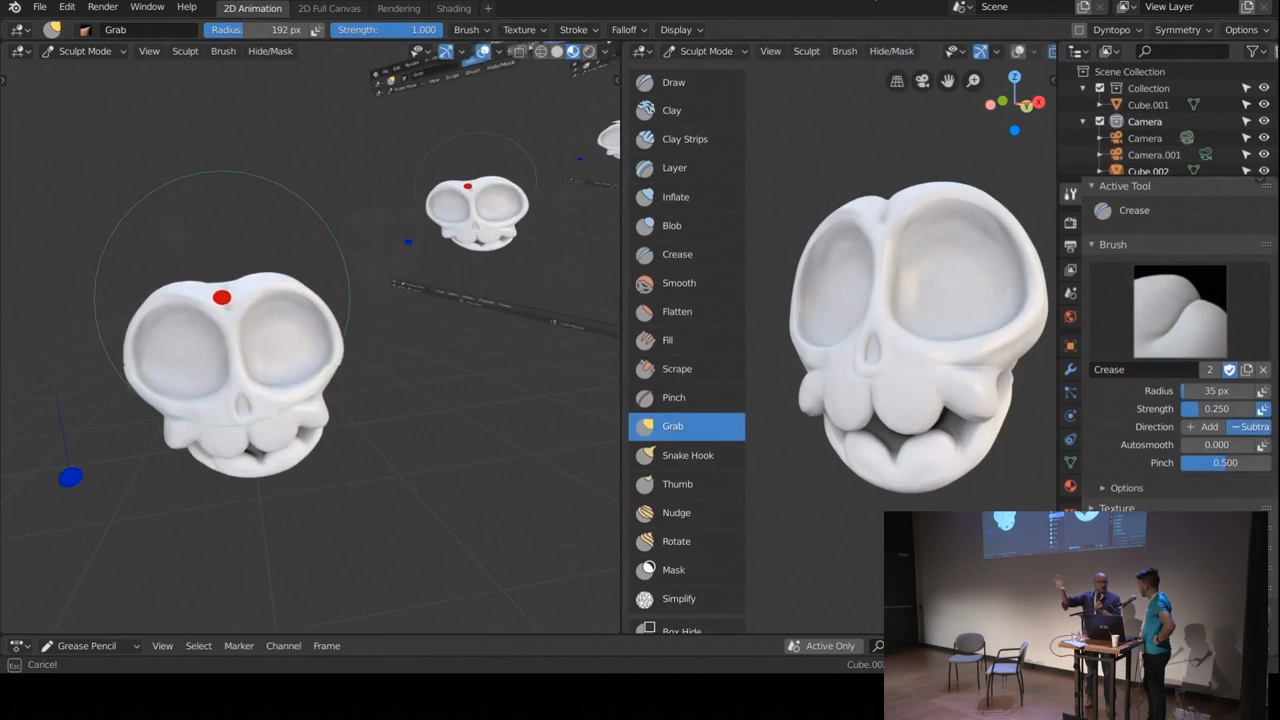 File Edit Render Window Help 2D Animation 2D Full Canvas Rendering Shading + Scene View Layer
Grab Radius: 192 px Strength: 1.000 Brush Texture Stroke Falloff Display Dyntopo Symmetry Options
Sculpt Mode View Sculpt Brush Hide/Mask Sculpt Mode View Sculpt Brush Hide/Mask
Scene Collection
Collection
Cube.001
Camera
Camera
Camera.001
Cube.002
Draw
Clay
Clay Strips
Layer
Inflate
Blob
Crease
Smooth
Flatten
Fill
Scrape
Pinch
Grab
Snake Hook
Thumb
Nudge
Rotate
Mask
Simplify
Box Hide
Z
Y
X
Active Tool
Crease
Brush
Crease 2
Radius 35 px
Strength 0.250
Direction + Add −Subtra
Autosmooth 0.000
Pinch 0.500
Options
Texture
Grease Pencil View Select Marker Channel Frame Active Only
Esc Cancel